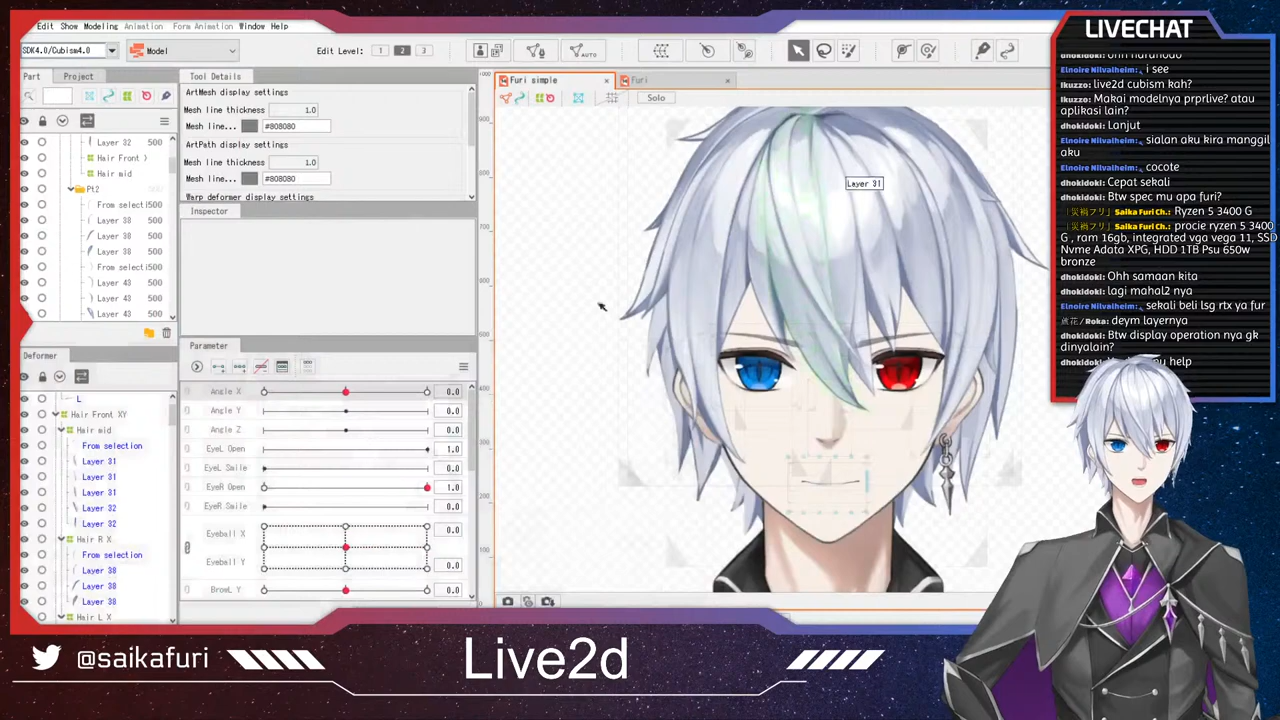 Edit Show Modeling Animation Form Animation Window Help
SDK4.0/Cubism4.0
Model
Edit Level: 1 2 3
AUTO
Part Project
Layer 32 500
Hair Front )
Hair mid
Pt2
From selecti500
Layer 38 500
Layer 38 500
Layer 38 500
From selecti500
Layer 43 500
Layer 43 500
Layer 43 500
Deformer
L
Hair Front XY
Hair mid
From selection
Layer 31
Layer 31
Layer 31
Layer 32
Layer 32
Hair R X
From selection
Layer 38
Layer 38
Layer 38
Hair L X
Tool Details
ArtMesh display settings
Mesh line thickness 1.0
Mesh line... #808080
ArtPath display settings
Mesh line thickness 1.0
Mesh line... #808080
Warp deformer display settings
Inspector
Parameter
Angle X 0.0
Angle Y 0.0
Angle Z 0.0
EyeL Open 1.0
EyeL Smile 0.0
EyeR Open 1.0
EyeR Smile 0.0
Eyeball X 0.0
Eyeball Y 0.0
BrowL Y 0.0
Furi simple
Furi
Solo
Layer 31
LIVECHAT
Elnoire Nilvalheim: i see
Ikuzzo: live2d cubism kah?
Ikuzzo: Makai modelnya prprlive? atau
aplikasi lain?
dhokidoki: Lanjut
Elnoire Nilvalheim: sialan aku kira manggil
aku
Elnoire Nilvalheim: cocote
dhokidoki: Cepat sekali
dhokidoki: Btw spec mu apa furi?
「災禍フリ」Saika Furi Ch.: Ryzen 5 3400 G
「災禍フリ」Saika Furi Ch.: procie ryzen 5 3400
G , ram 16gb, integrated vga vega 11, SSD
Nvme Adata XPG, HDD 1TB Psu 650w
bronze
dhokidoki: Ohh samaan kita
dhokidoki: lagi mahal2 nya
Elnoire Nilvalheim: sekali beli lsg rtx ya fur
/Roka: deym layernya
dhokidoki: Btw display operation nya gk
dinyalain?
help
@saikafuri
Live2d